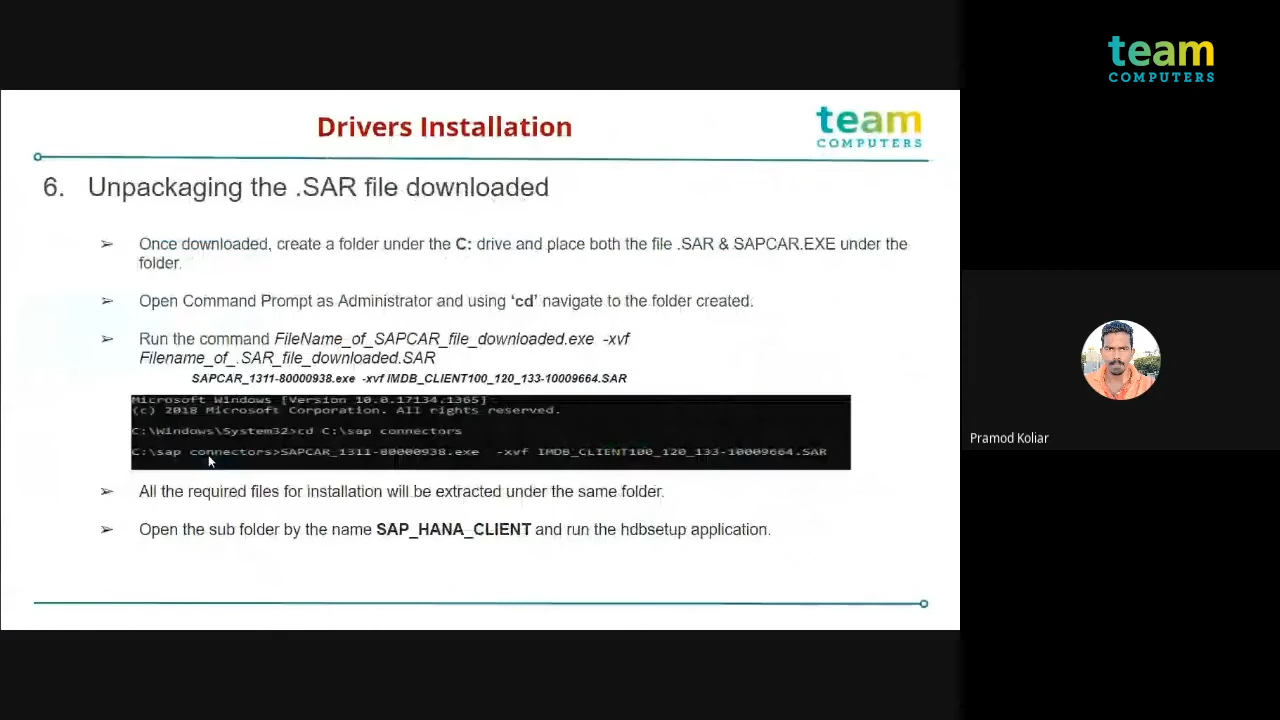 team
COMPUTERS
Drivers Installation
team
COMPUTERS
6. Unpackaging the .SAR file downloaded
➢ Once downloaded, create a folder under the C: drive and place both the file .SAR & SAPCAR.EXE under the
folder.
➢ Open Command Prompt as Administrator and using ‘cd’ navigate to the folder created.
➢ Run the command FileName_of_SAPCAR_file_downloaded.exe -xvf
Filename_of_.SAR_file_downloaded.SAR
SAPCAR_1311-80000938.exe -xvf IMDB_CLIENT100_120_133-10009664.SAR
Microsoft Windows [Version 10.0.17134.1365]
(c) 2018 Microsoft Corporation. All rights reserved.
C:\Windows\System32>cd C:\sap connectors
C:\sap connectors>SAPCAR_1311-80000938.exe -xvf IMDB_CLIENT100_120_133-10009664.SAR
➢ All the required files for installation will be extracted under the same folder.
➢ Open the sub folder by the name SAP_HANA_CLIENT and run the hdbsetup application.
Pramod Koliar